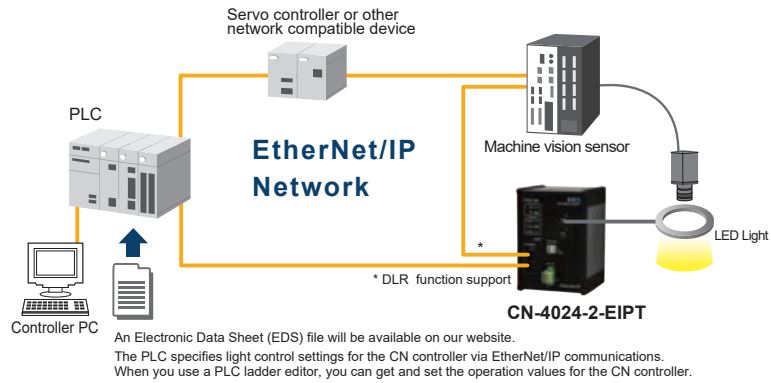 Servo controller or other
network compatible device
PLC
EtherNet/IP
Network
Machine vision sensor
LED Light
*
* DLR function support
CN-4024-2-EIPT
Controller PC
An Electronic Data Sheet (EDS) file will be available on our website.
The PLC specifies light control settings for the CN controller via EtherNet/IP communications.
When you use a PLC ladder editor, you can get and set the operation values for the CN controller.